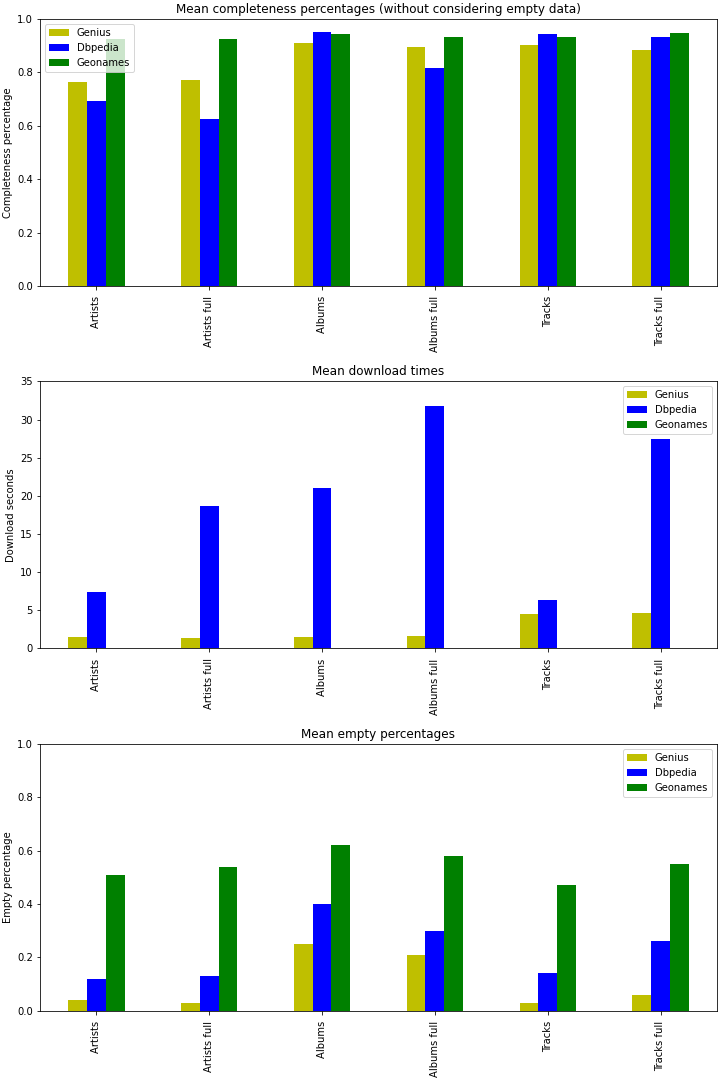 Mean completeness percentages (without considering empty data)
Completeness percentage
1.0
0.8
0.6
0.4
0.2
0.0
Genius
Dbpedia
Geonames
Artists
Artists full
Albums
Albums full
Tracks
Tracks full
Mean download times
Download seconds
35
30
25
20
15
10
5
0
Genius
Dbpedia
Geonames
Artists
Artists full
Albums
Albums full
Tracks
Tracks full
Mean empty percentages
Empty percentage
1.0
0.8
0.6
0.4
0.2
0.0
Genius
Dbpedia
Geonames
Artists
Artists full
Albums
Albums full
Tracks
Tracks full